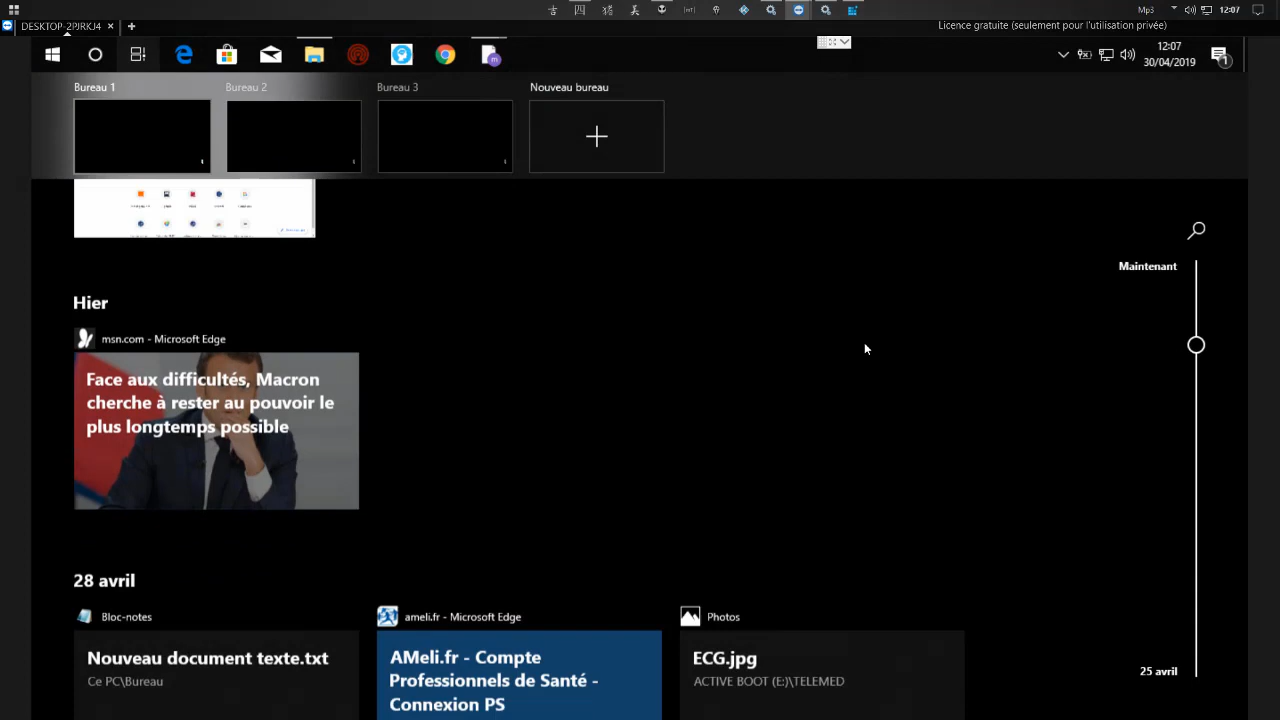 Mp3 12:07
DESKTOP-2PJRKJ4 × +
Licence gratuite (seulement pour l'utilisation privée)
12:07
30/04/2019
1
Bureau 1
Bureau 2
Bureau 3
Nouveau bureau
Maintenant
Hier
msn.com - Microsoft Edge
Face aux difficultés, Macron
cherche à rester au pouvoir le
plus longtemps possible
28 avril
Bloc-notes
Nouveau document texte.txt
Ce PC\Bureau
ameli.fr - Microsoft Edge
AMeli.fr - Compte
Professionnels de Santé -
Connexion PS
Photos
ECG.jpg
ACTIVE BOOT (E:)\TELEMED
25 avril